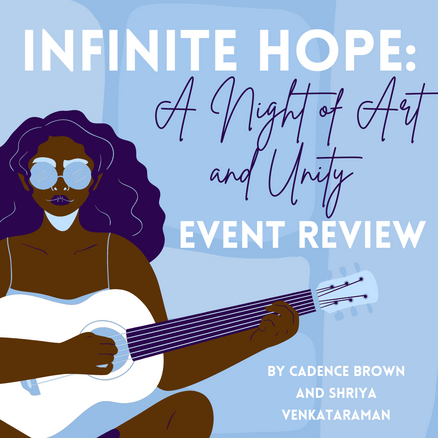 INFINITE HOPE:
A Night of Art
and Unity
EVENT REVIEW
BY CADENCE BROWN
AND SHRIYA
VENKATARAMAN